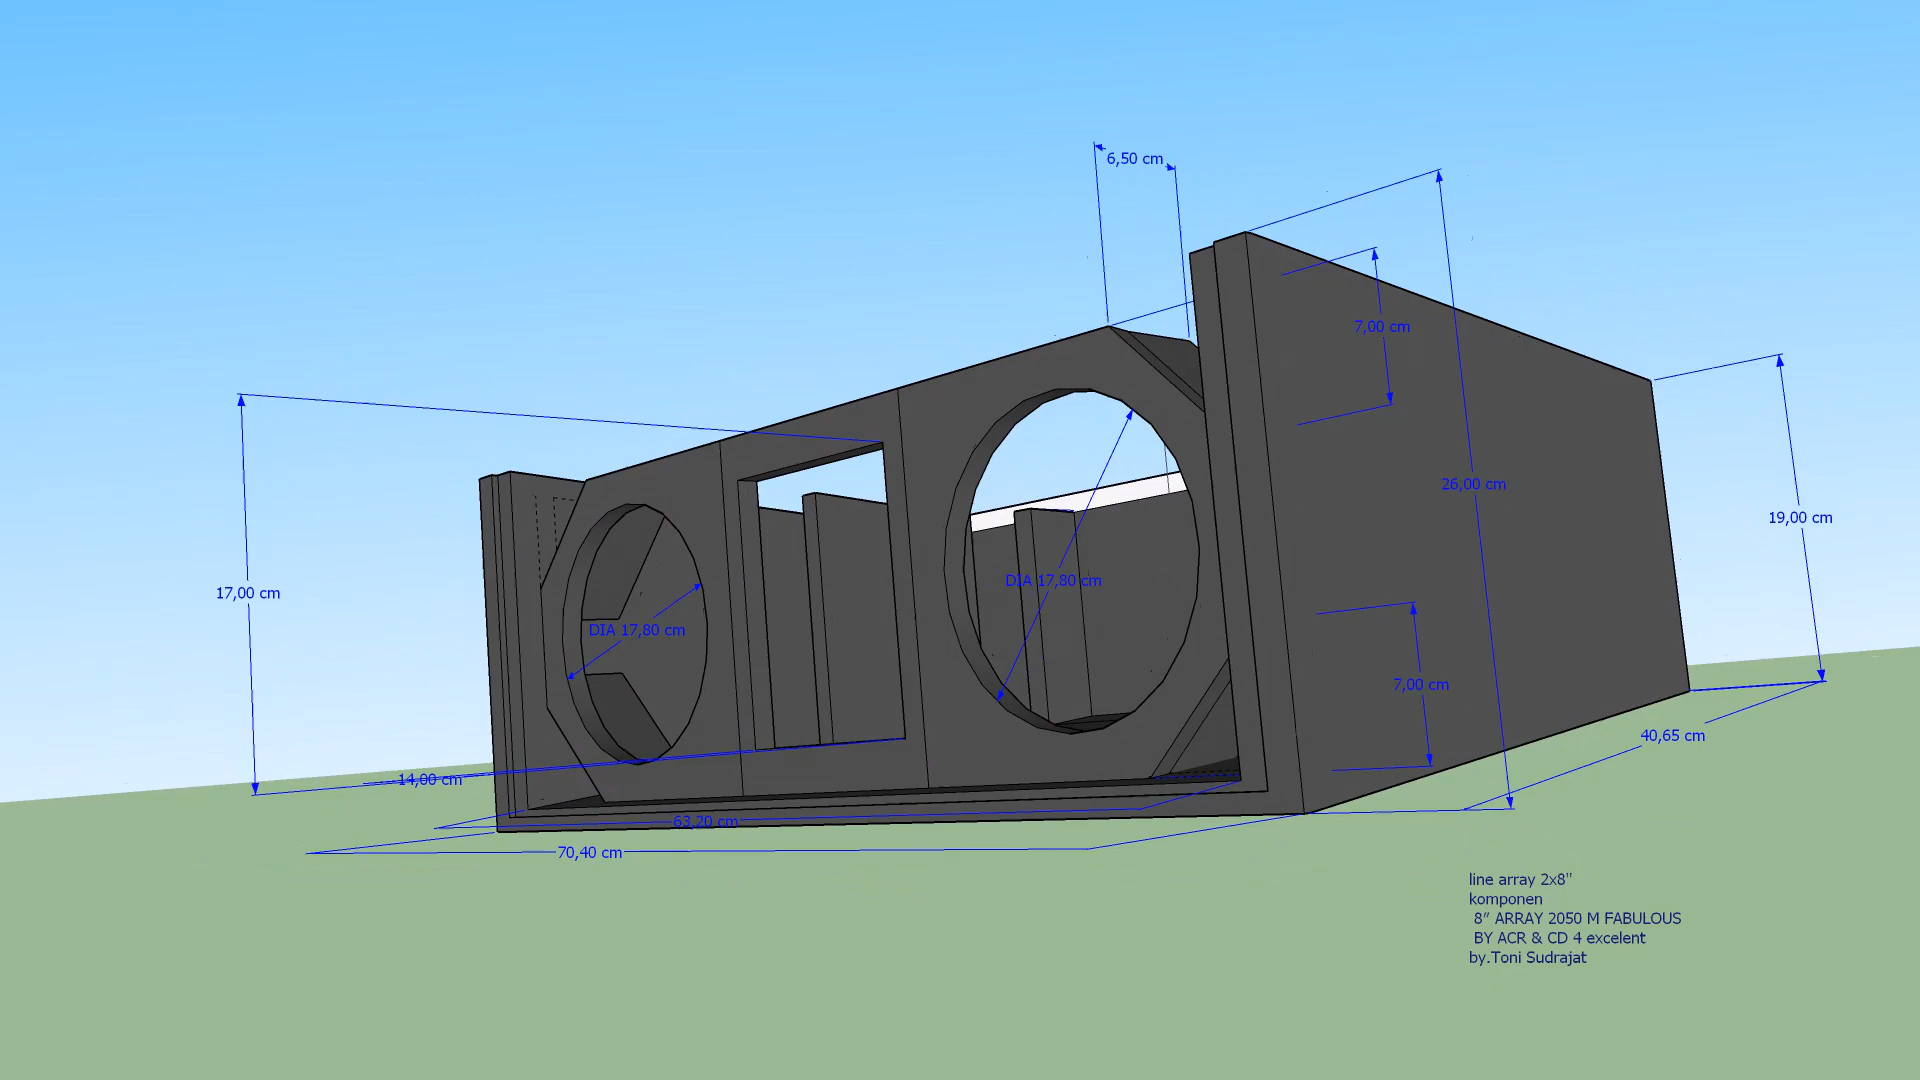 6,50 cm
7,00 cm
26,00 cm
19,00 cm
17,00 cm
DIA 17,80 cm
DIA 17,80 cm
7,00 cm
40,65 cm
14,00 cm
63,20 cm
70,40 cm
line array 2x8"
komponen
8" ARRAY 2050 M FABULOUS
BY ACR & CD 4 excelent
by.Toni Sudrajat